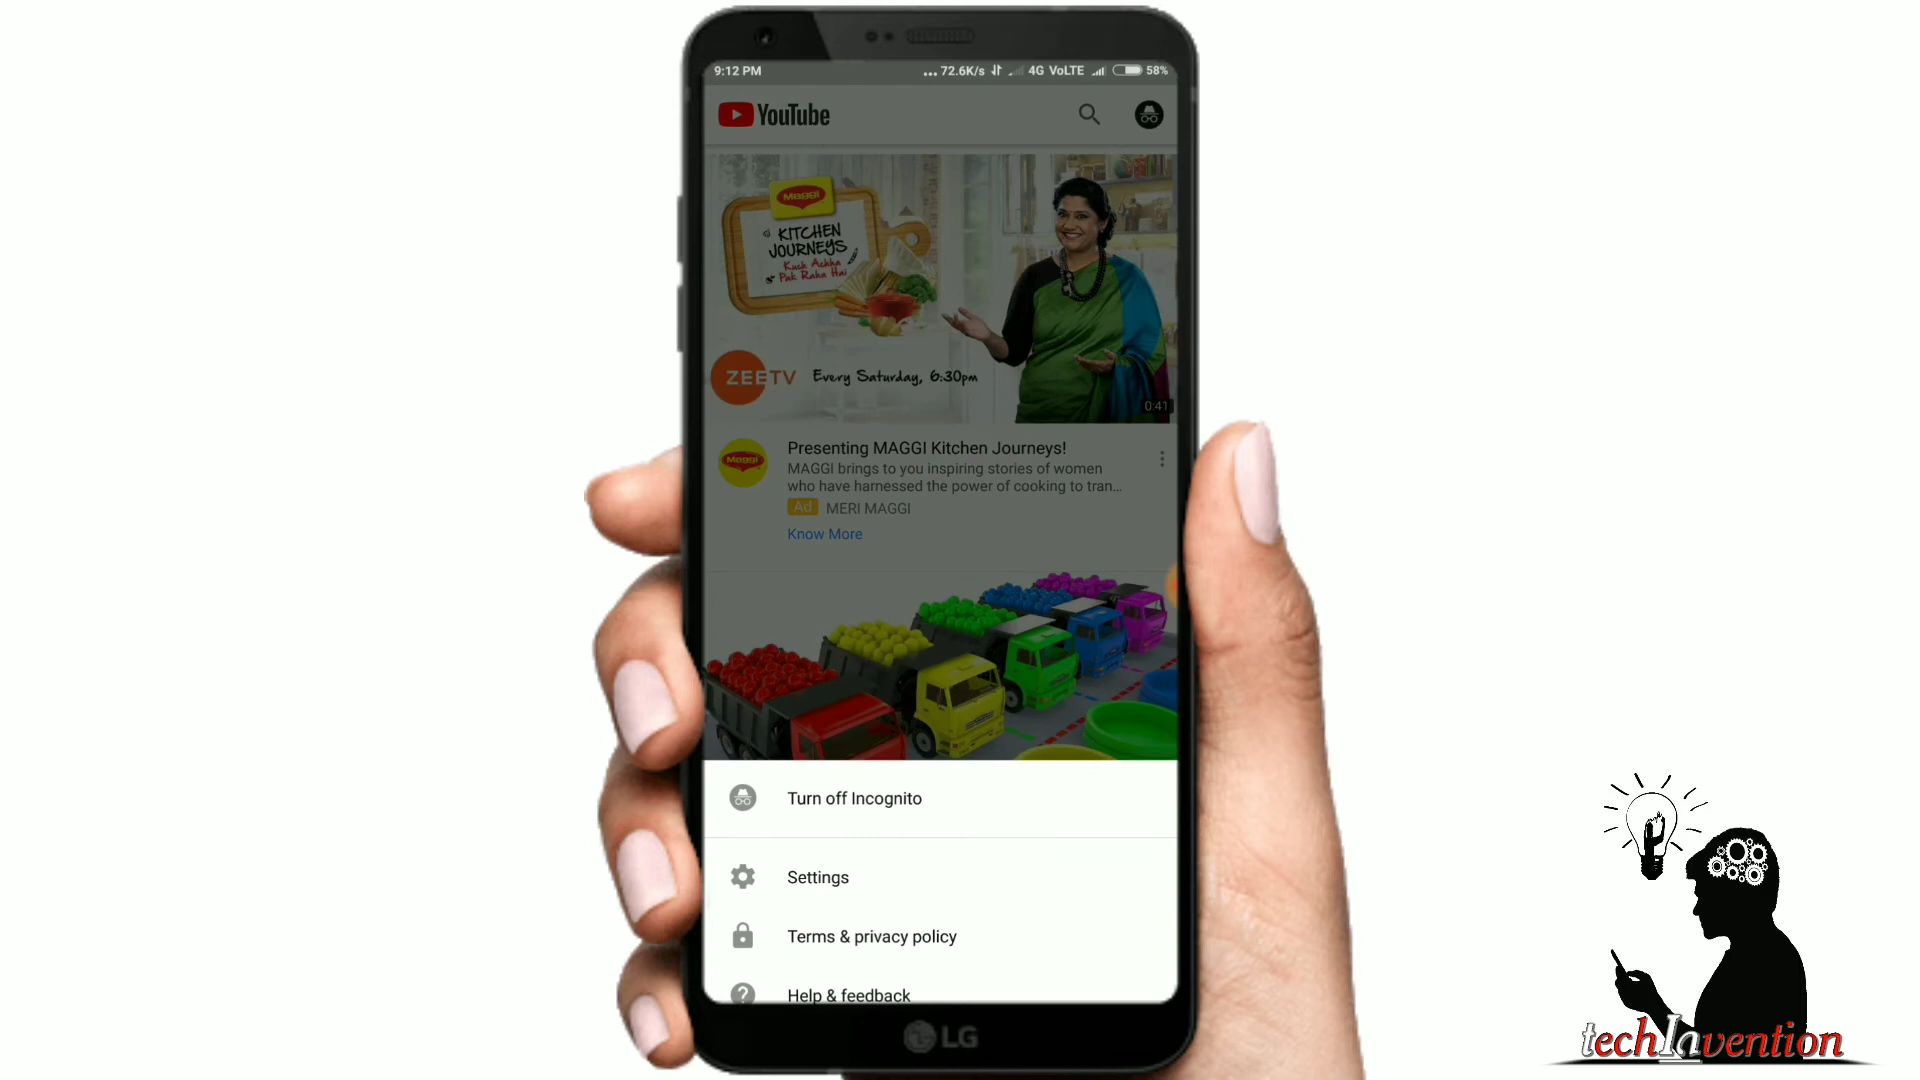 9:12 PM
... 72.6K/s 4G VoLTE 58%
YouTube
Maggi
KITCHEN
JOURNEYS
Kuch Achha
Pak Raha Hai
ZEETV Every Saturday, 6:30pm
0:41
Presenting MAGGI Kitchen Journeys!
Maggi
MAGGI brings to you inspiring stories of women
who have harnessed the power of cooking to tran...
Ad MERI MAGGI
Know More
Turn off Incognito
Settings
Terms & privacy policy
Help & feedback
LG
techInvention